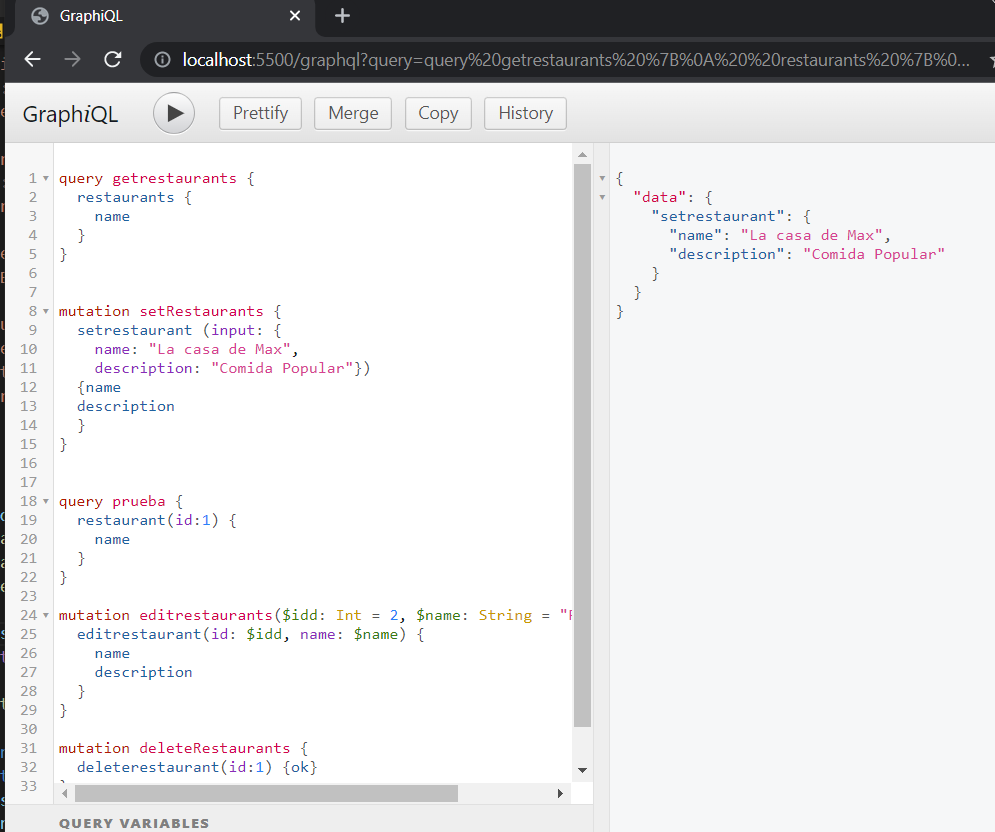 GraphiQL
localhost:5500/graphql?query=query%20getrestaurants%20%7B%0A%20%20restaurants%20%7B%0...
GraphiQL Prettify Merge Copy History
1 query getrestaurants {
2 restaurants {
3 name
4 }
5 }
6
7
8 mutation setRestaurants {
9 setrestaurant (input: {
10 name: "La casa de Max",
11 description: "Comida Popular"})
12 {name
13 description
14 }
15 }
16
17
18 query prueba {
19 restaurant(id:1) {
20 name
21 }
22 }
23
24 mutation editrestaurants($idd: Int = 2, $name: String = "
25 editrestaurant(id: $idd, name: $name) {
26 name
27 description
28 }
29 }
30
31 mutation deleteRestaurants {
32 deleterestaurant(id:1) {ok}
33
QUERY VARIABLES
{
"data": {
"setrestaurant": {
"name": "La casa de Max",
"description": "Comida Popular"
}
}
}